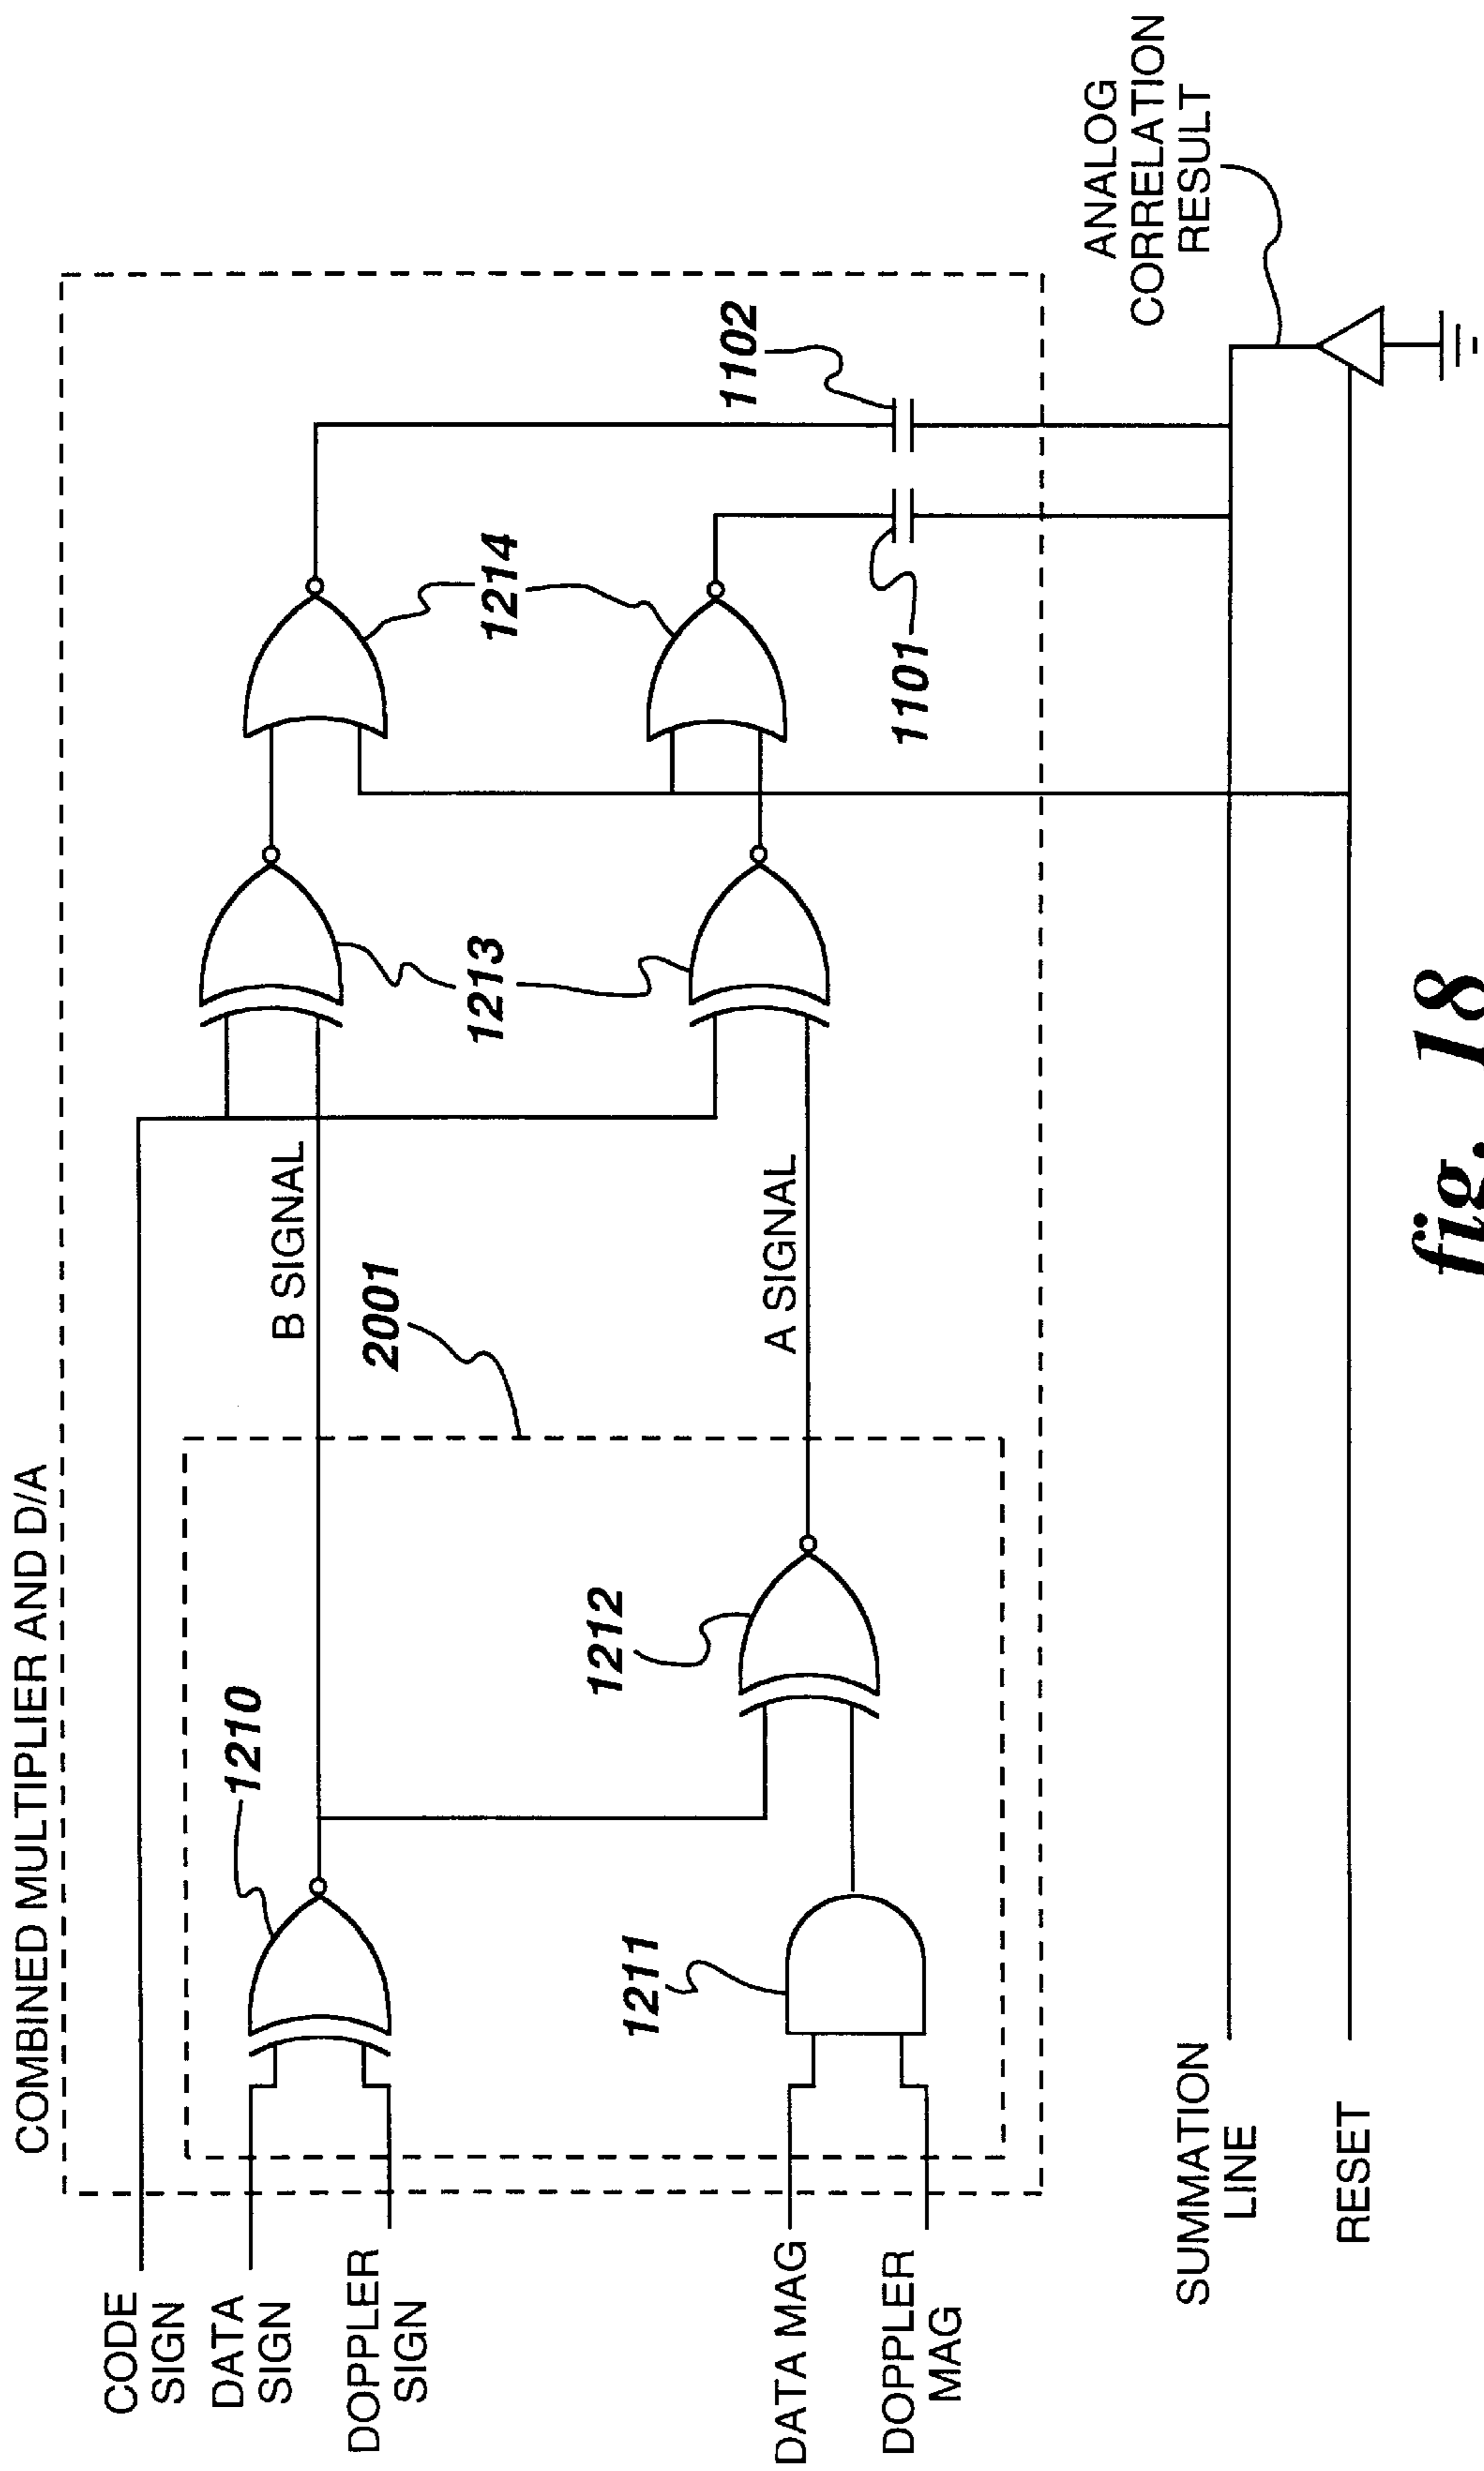 COMBINED MULTIPLIER AND D/A
CODE
SIGN
DATA
SIGN
DOPPLER
SIGN
DATA MAG
DOPPLER
MAG
SUMMATION
LINE
RESET
1210
1211
1212
2001
B SIGNAL
A SIGNAL
1213
1214
1101
1102
ANALOG
CORRELATION
RESULT
fig. 18